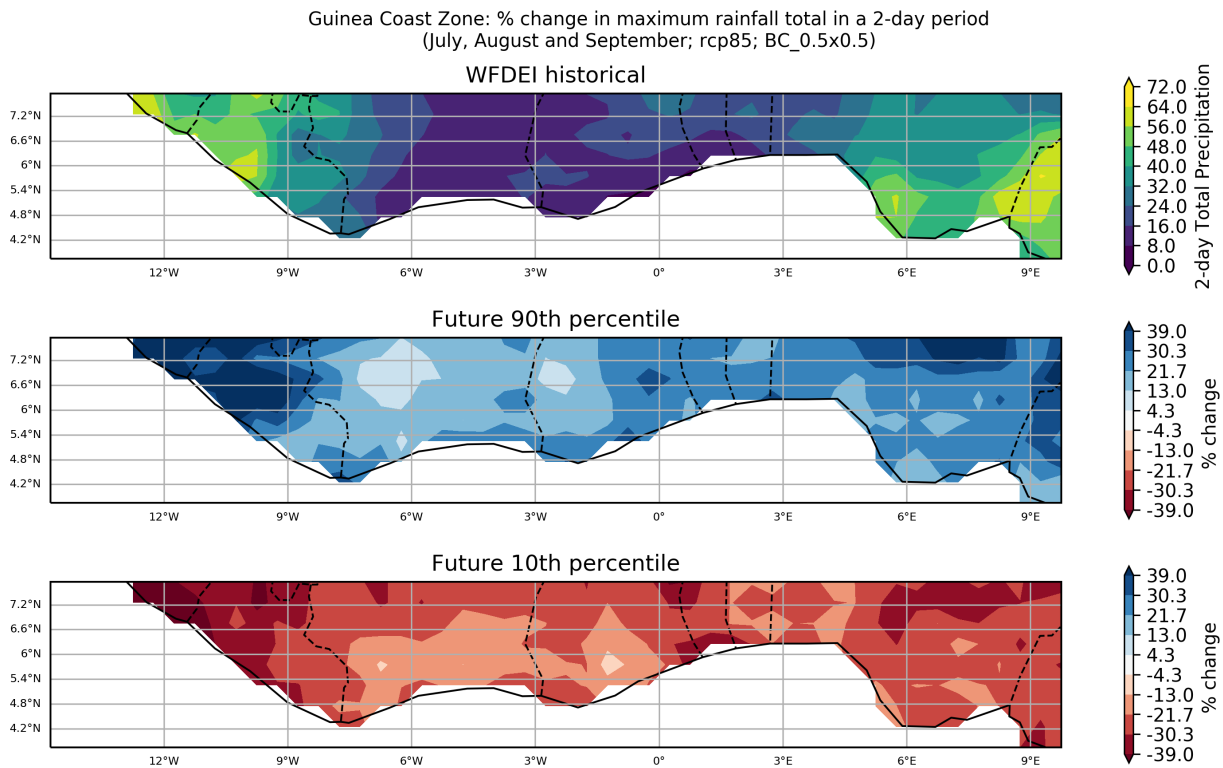 Guinea Coast Zone: % change in maximum rainfall total in a 2-day period
(July, August and September; rcp85; BC_0.5x0.5)
WFDEI historical
7.2°N
6.6°N
6°N
5.4°N
4.8°N
4.2°N
12°W 9°W 6°W 3°W 0° 3°E 6°E 9°E
72.0
64.0
56.0
48.0
40.0
32.0
24.0
16.0
8.0
0.0
2-day Total Precipitation
Future 90th percentile
7.2°N
6.6°N
6°N
5.4°N
4.8°N
4.2°N
12°W 9°W 6°W 3°W 0° 3°E 6°E 9°E
39.0
30.3
21.7
13.0
4.3
-4.3
-13.0
-21.7
-30.3
-39.0
% change
Future 10th percentile
7.2°N
6.6°N
6°N
5.4°N
4.8°N
4.2°N
12°W 9°W 6°W 3°W 0° 3°E 6°E 9°E
39.0
30.3
21.7
13.0
4.3
-4.3
-13.0
-21.7
-30.3
-39.0
% change